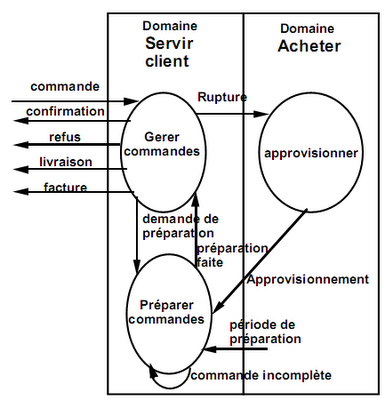 Domaine
Servir
client
Domaine
Acheter
commande
confirmation
refus
livraison
facture
Rupture
Gerer
commandes
approvisionner
demande de
préparation
préparation
faite
Approvisionnement
Préparer
commandes
période de
préparation
commande incomplète